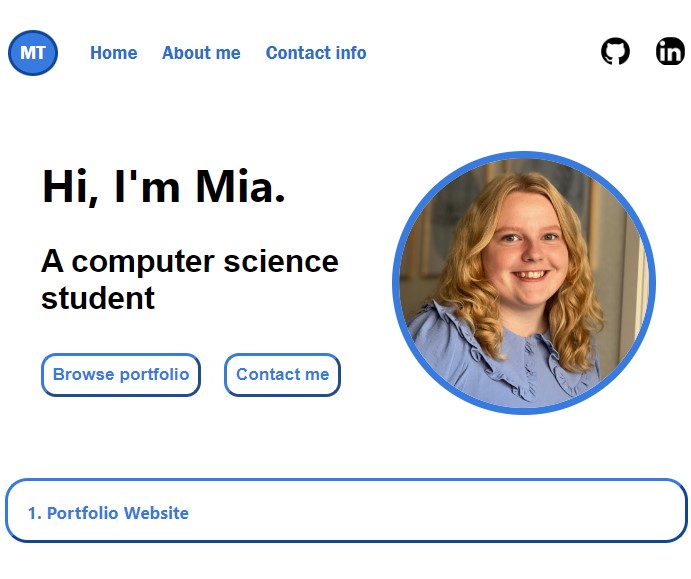 MT Home About me Contact info in
Hi, I'm Mia.
A computer science
student
Browse portfolio Contact me
1. Portfolio Website